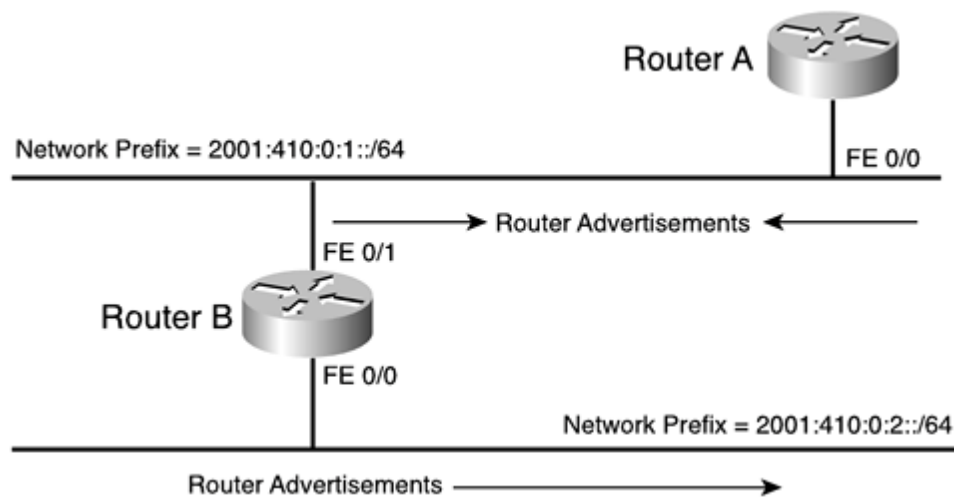 Router A
Network Prefix = 2001:410:0:1::/64
FE 0/0
Router Advertisements
FE 0/1
Router B
FE 0/0
Network Prefix = 2001:410:0:2::/64
Router Advertisements